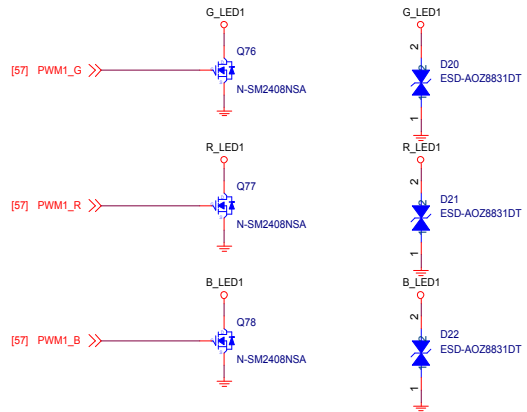 G_LED1
G_LED1
Q76
[57] PWM1_G
N-SM2408NSA
2
D20
ESD-AOZ8831DT
1
R_LED1
R_LED1
Q77
[57] PWM1_R
N-SM2408NSA
2
D21
ESD-AOZ8831DT
1
B_LED1
B_LED1
Q78
[57] PWM1_B
N-SM2408NSA
2
D22
ESD-AOZ8831DT
1